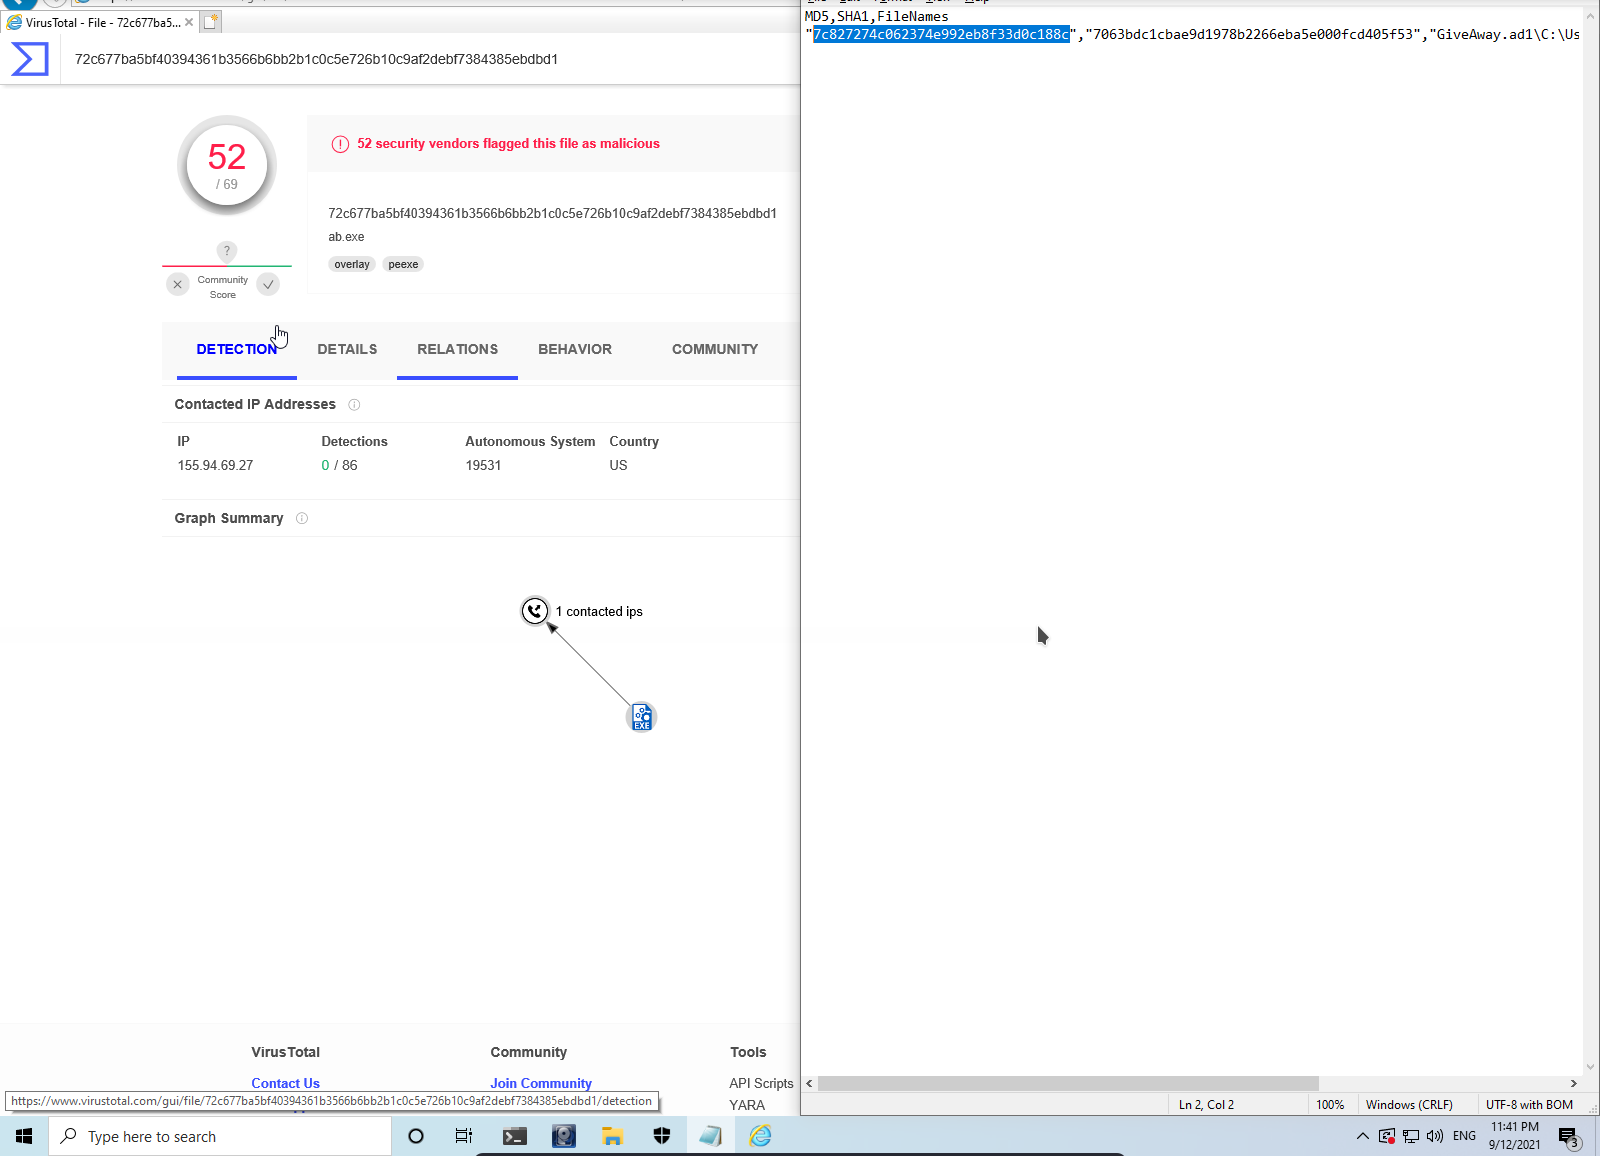 VirusTotal - File - 72c677ba5...
72c677ba5bf40394361b3566b6bb2b1c0c5e726b10c9af2debf7384385ebdbd1
52
/ 69
?
Community
Score
52 security vendors flagged this file as malicious
72c677ba5bf40394361b3566b6bb2b1c0c5e726b10c9af2debf7384385ebdbd1
ab.exe
overlay peexe
DETECTION DETAILS RELATIONS BEHAVIOR COMMUNITY
Contacted IP Addresses
IP Detections Autonomous System Country
155.94.69.27 0 / 86 19531 US
Graph Summary
1 contacted ips
EXE
VirusTotal Community Tools
Contact Us Join Community API Scripts
YARA
https://www.virustotal.com/gui/file/72c677ba5bf40394361b3566b6bb2b1c0c5e726b10c9af2debf7384385ebdbd1/detection
MD5,SHA1,FileNames
"7c827274c062374e992eb8f33d0c188c","7063bdc1cbae9d1978b2266eba5e000fcd405f53","GiveAway.ad1\C:\Us
Ln 2, Col 2 100% Windows (CRLF) UTF-8 with BOM
Type here to search
ENG
11:41 PM
9/12/2021
3